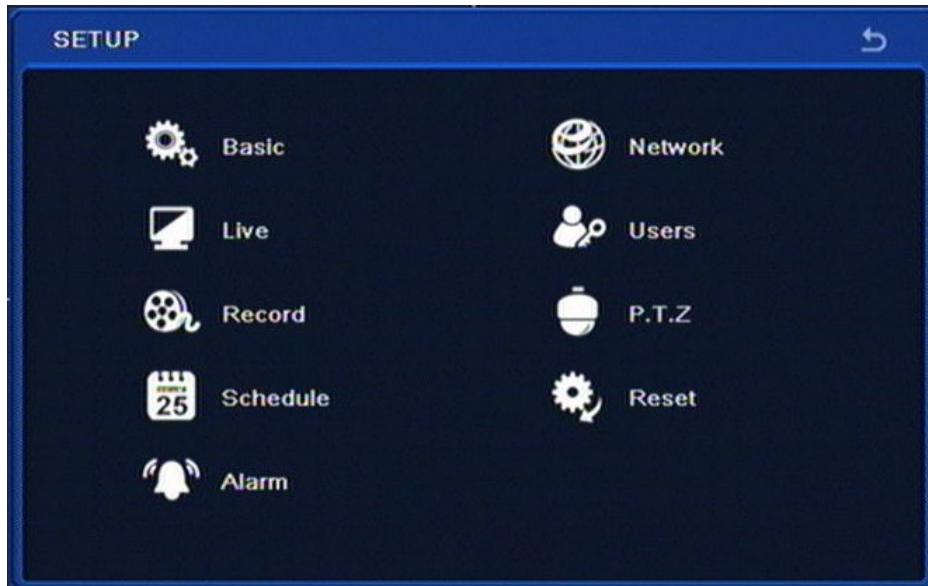 SETUP
Basic
Network
Live
Users
Record
P.T.Z
25
Schedule
Reset
Alarm